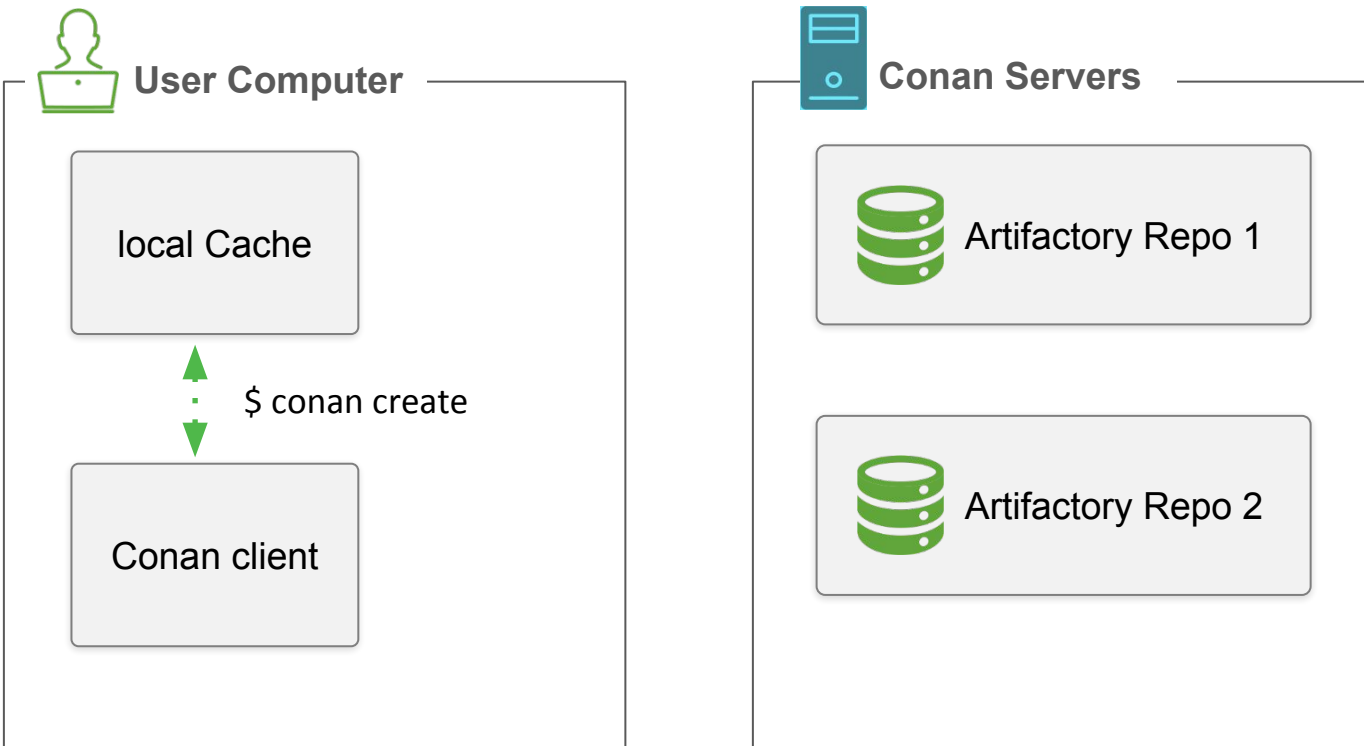 User Computer
local Cache
$ conan create
Conan client
Conan Servers
Artifactory Repo 1
Artifactory Repo 2